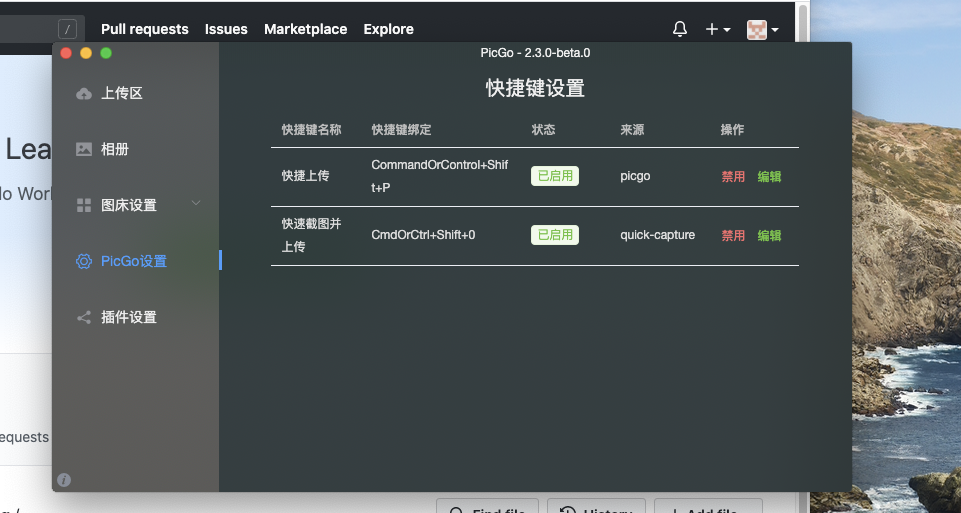 / Pull requests Issues Marketplace Explore
PicGo - 2.3.0-beta.0
上传区
相册
图床设置
PicGo设置
插件设置
快捷键设置
快捷键名称 快捷键绑定 状态 来源 操作
快捷上传 CommandOrControl+Shif
t+P 已启用 picgo 禁用 编辑
快速截图并
上传 CmdOrCtrl+Shift+0 已启用 quick-capture 禁用 编辑
Lea
equests
Find file History Add file